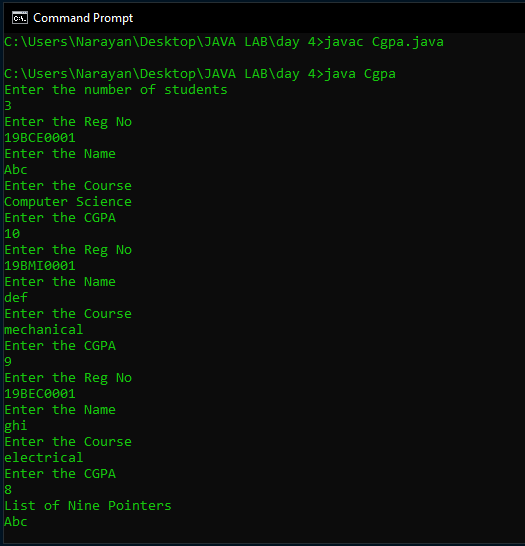 Command Prompt
C:\Users\Narayan\Desktop\JAVA LAB\day 4>javac Cgpa.java
C:\Users\Narayan\Desktop\JAVA LAB\day 4>java Cgpa
Enter the number of students
3
Enter the Reg No
19BCE0001
Enter the Name
Abc
Enter the Course
Computer Science
Enter the CGPA
10
Enter the Reg No
19BMI0001
Enter the Name
def
Enter the Course
mechanical
Enter the CGPA
9
Enter the Reg No
19BEC0001
Enter the Name
ghi
Enter the Course
electrical
Enter the CGPA
8
List of Nine Pointers
Abc